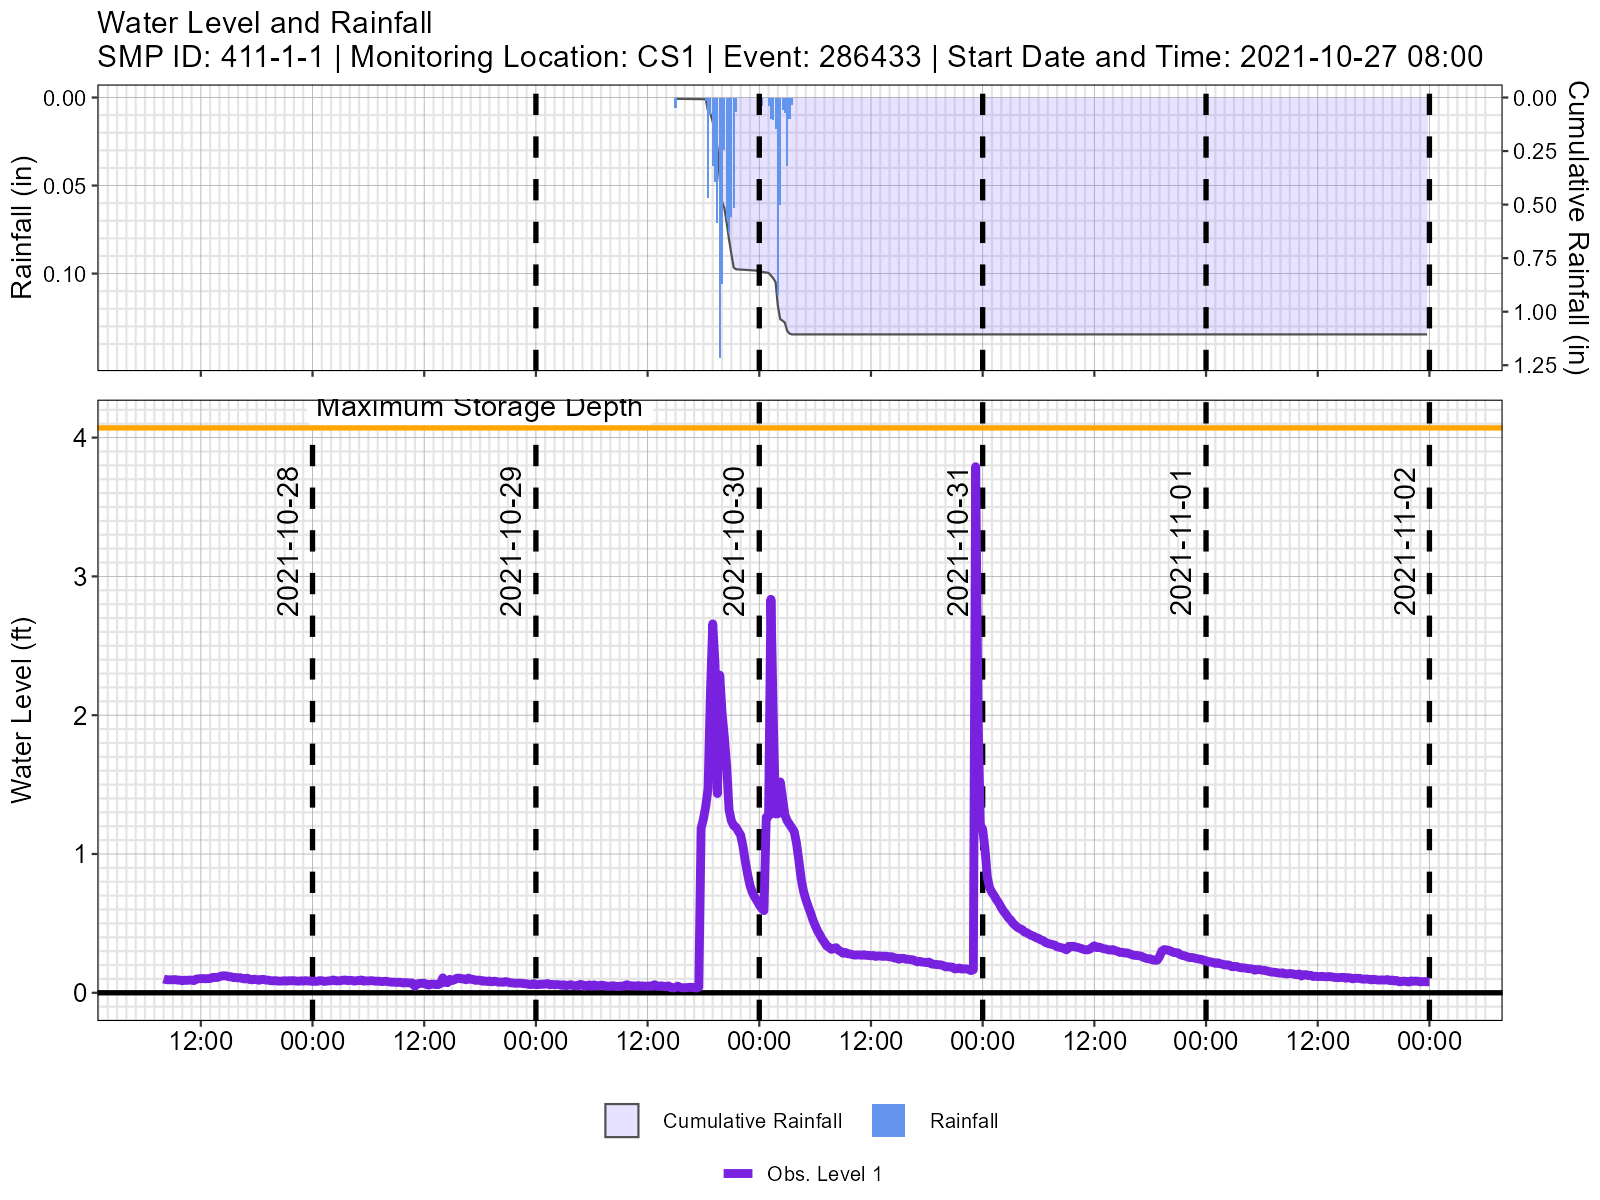 Water Level and Rainfall
SMP ID: 411-1-1 | Monitoring Location: CS1 | Event: 286433 | Start Date and Time: 2021-10-27 08:00
Rainfall (in)
0.00
0.05
0.10
Cumulative Rainfall (in)
0.00
0.25
0.50
0.75
1.00
1.25
Maximum Storage Depth
Water Level (ft)
4
3
2
1
0
2021-10-28
2021-10-29
2021-10-30
2021-10-31
2021-11-01
2021-11-02
12:00 00:00 12:00 00:00 12:00 00:00 12:00 00:00 12:00 00:00 12:00 00:00
Cumulative Rainfall Rainfall
Obs. Level 1